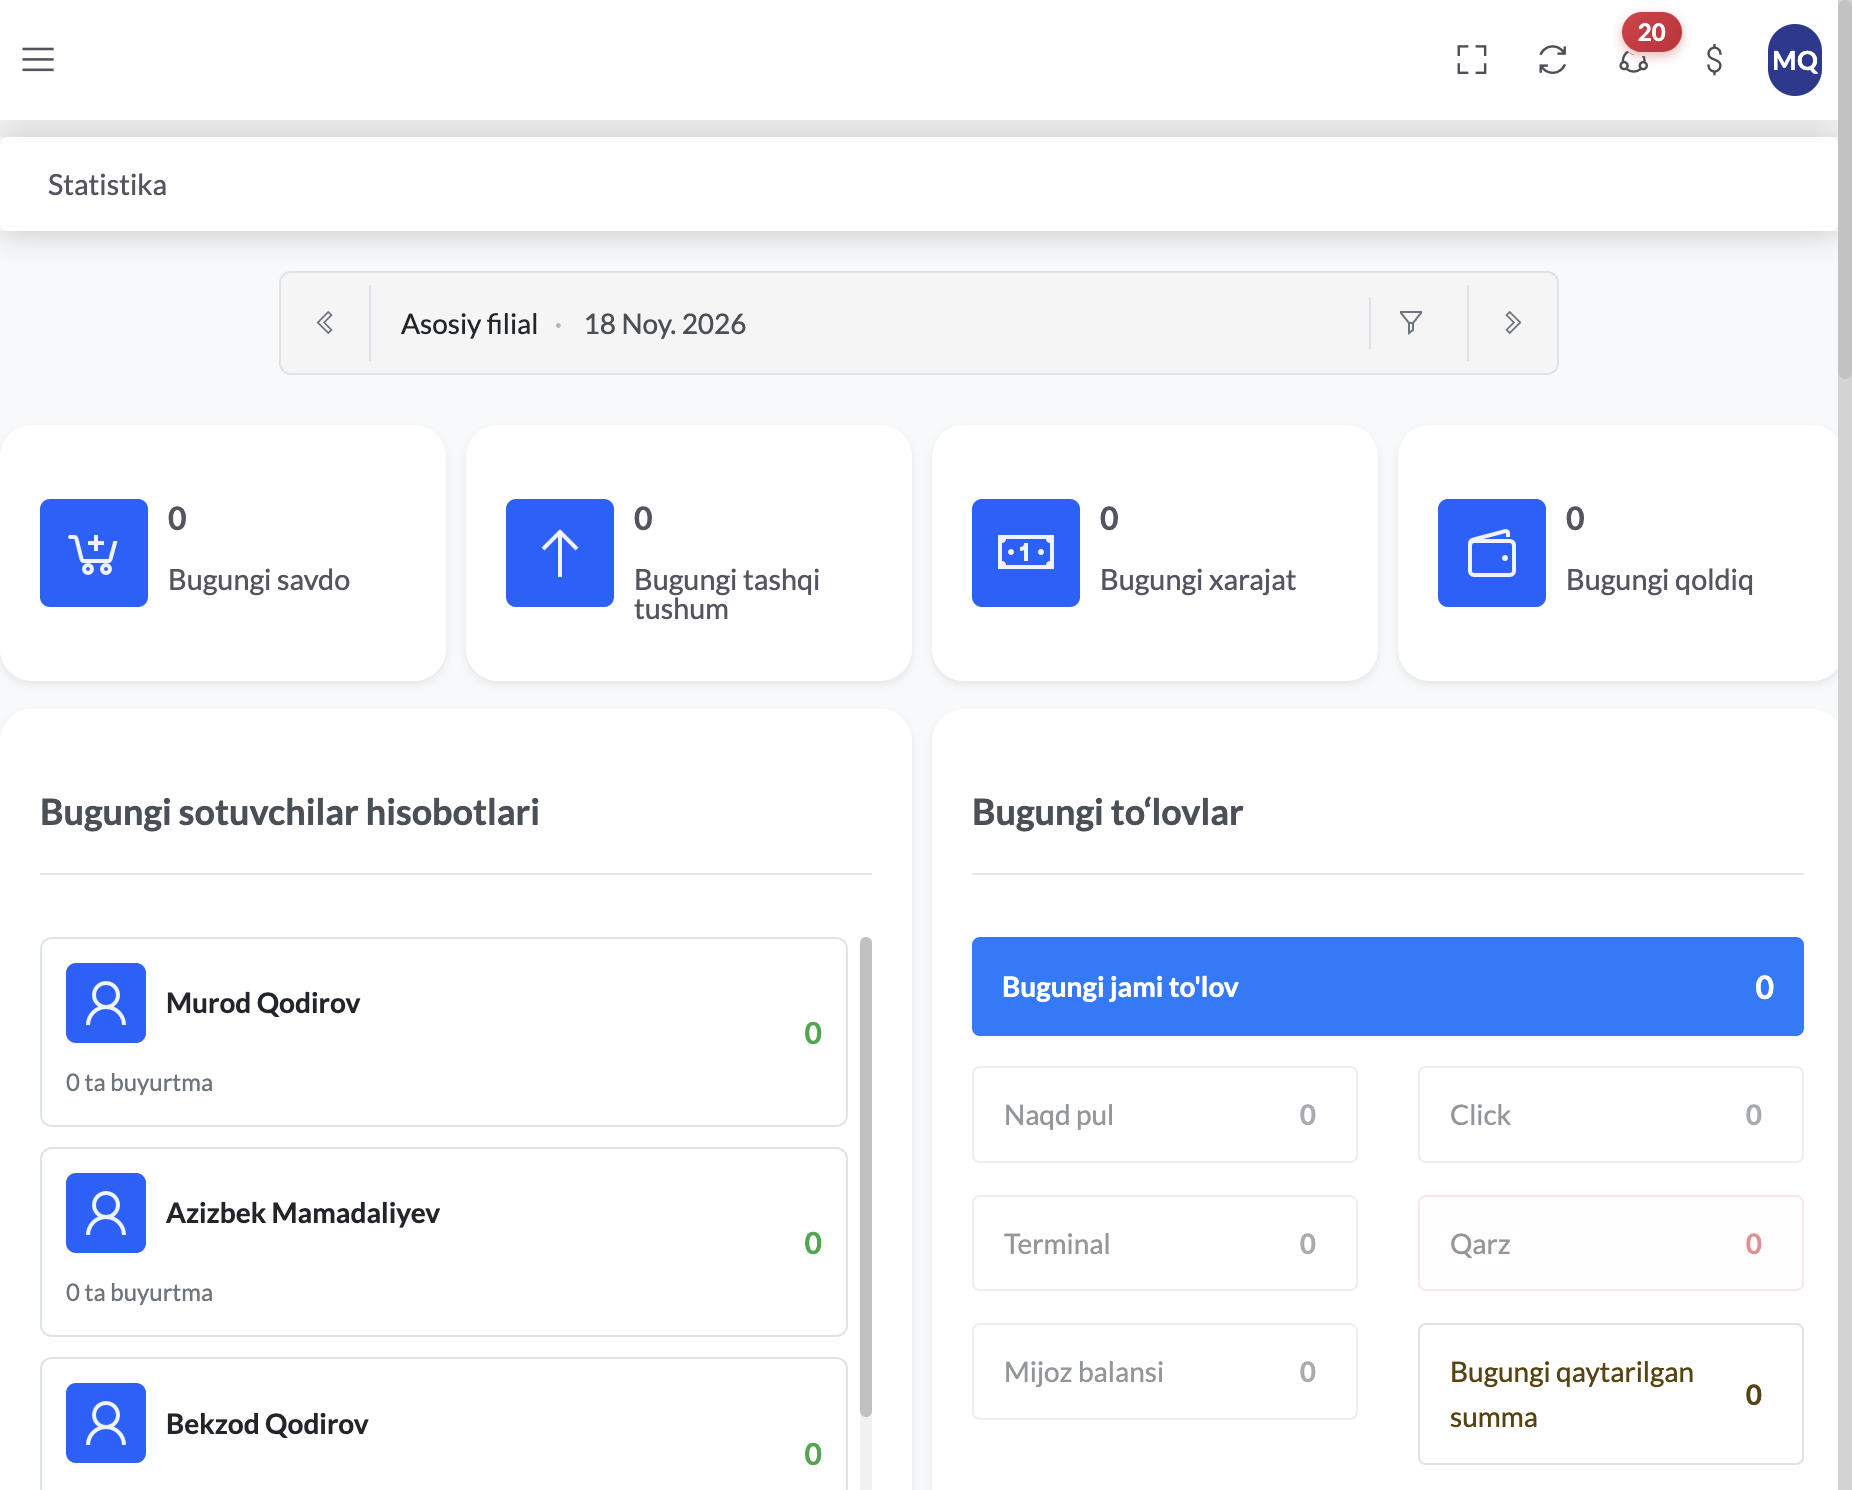 20
MQ
Statistika
Asosiy filial · 18 Noy. 2026
0
Bugungi savdo
0
Bugungi tashqi
tushum
1
0
Bugungi xarajat
0
Bugungi qoldiq
Bugungi sotuvchilar hisobotlari
Murod Qodirov
0
0 ta buyurtma
Azizbek Mamadaliyev
0
0 ta buyurtma
Bekzod Qodirov
0
Bugungi to‘lovlar
Bugungi jami to'lov 0
Naqd pul 0
Click 0
Terminal 0
Qarz 0
Mijoz balansi 0
Bugungi qaytarilgan
summa
0